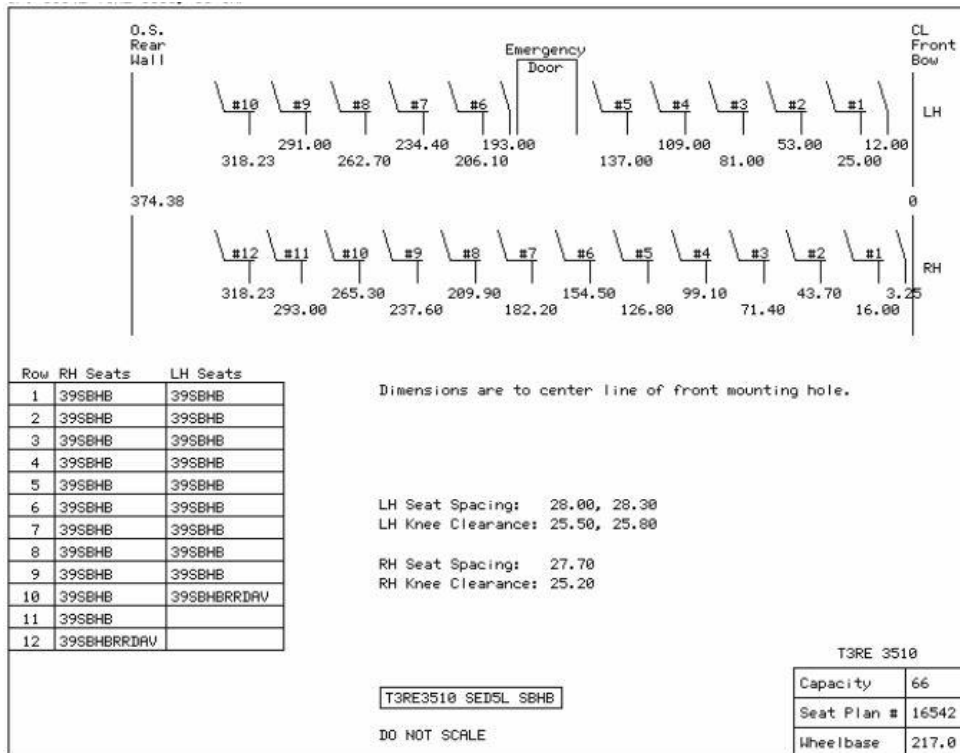 O.S.
Rear
Wall
Emergency
Door
CL
Front
Bow
#10 #9 #8 #7 #6 #5 #4 #3 #2 #1 LH
291.00 234.40 193.00 109.00 53.00 12.00
318.23 262.70 206.10 137.00 81.00 25.00
374.38 0
#12 #11 #10 #9 #8 #7 #6 #5 #4 #3 #2 #1 RH
318.23 265.30 209.90 154.50 99.10 43.70 3.25
293.00 237.60 182.20 126.80 71.40 16.00
Row RH Seats LH Seats
1 39SBHB 39SBHB
2 39SBHB 39SBHB
3 39SBHB 39SBHB
4 39SBHB 39SBHB
5 39SBHB 39SBHB
6 39SBHB 39SBHB
7 39SBHB 39SBHB
8 39SBHB 39SBHB
9 39SBHB 39SBHB
10 39SBHB 39SBHBRRDAV
11 39SBHB
12 39SBHBRRDAV
Dimensions are to center line of front mounting hole.
LH Seat Spacing: 28.00, 28.30
LH Knee Clearance: 25.50, 25.80
RH Seat Spacing: 27.70
RH Knee Clearance: 25.20
T3RE3510 SED5L SBHB
DO NOT SCALE
T3RE 3510
Capacity 66
Seat Plan # 16542
Wheelbase 217.0